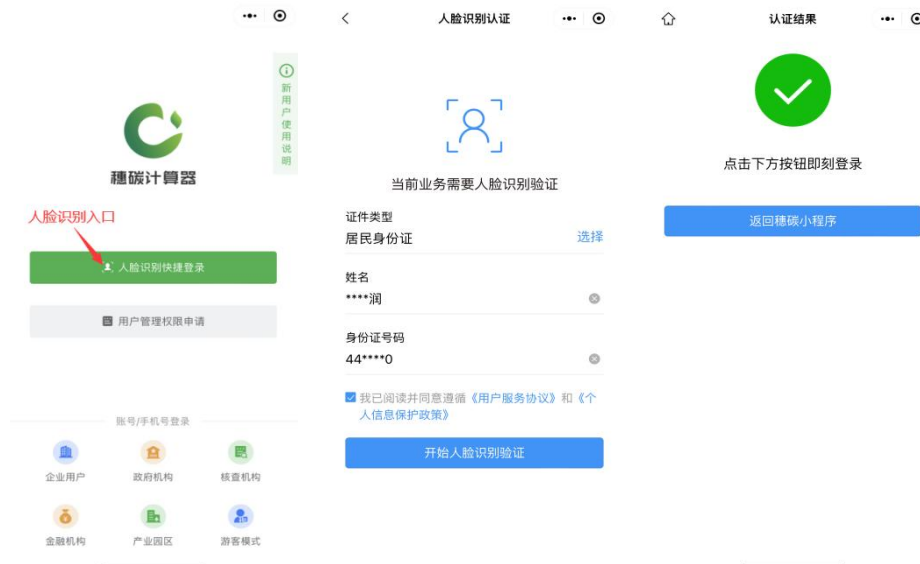 新用户使用说明
穗碳计算器
人脸识别入口
人脸识别快捷登录
用户管理权限申请
账号/手机号登录
企业用户
政府机构
核查机构
金融机构
产业园区
游客模式
人脸识别认证
当前业务需要人脸识别验证
证件类型
居民身份证
选择
姓名
****润
身份证号码
44****0
我已阅读并同意遵循《用户服务协议》和《个
人信息保护政策》
开始人脸识别验证
认证结果
点击下方按钮即刻登录
返回穗碳小程序